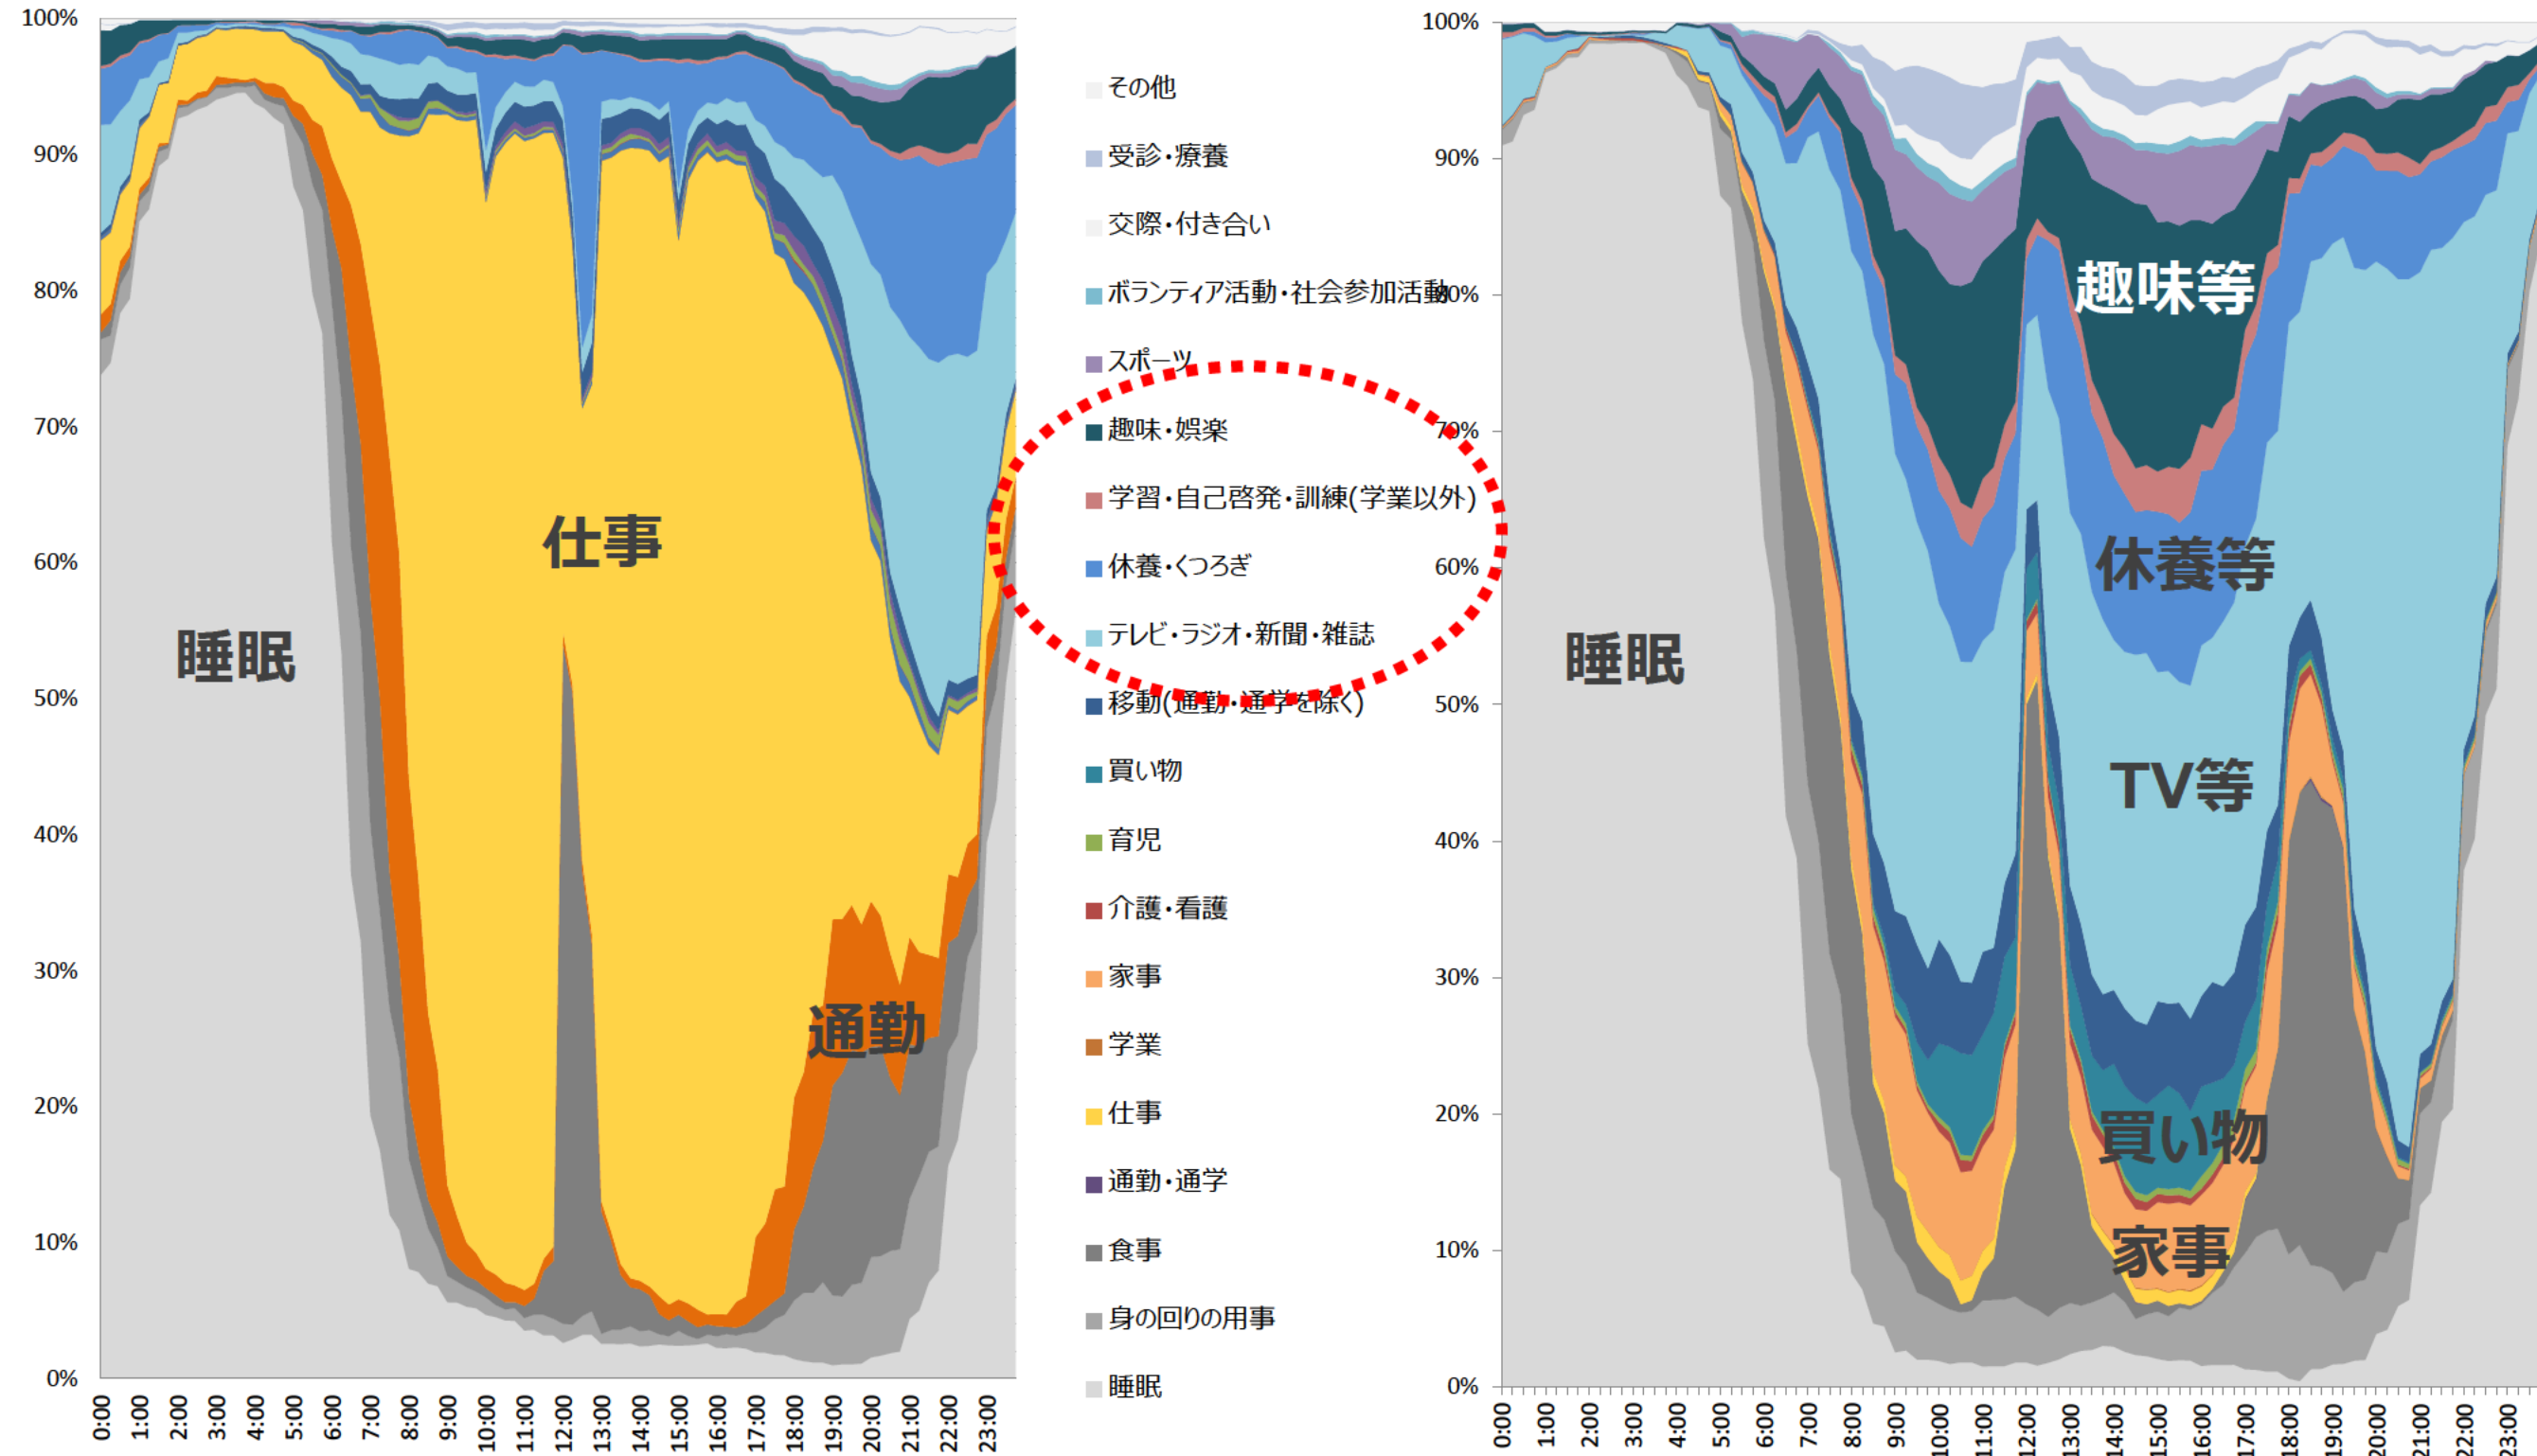 100%
90%
80%
70%
60%
50%
40%
30%
20%
10%
0%
睡眠
仕事
通勤
0:00
1:00
2:00
3:00
4:00
5:00
6:00
7:00
8:00
9:00
10:00
11:00
12:00
13:00
14:00
15:00
16:00
17:00
18:00
19:00
20:00
21:00
22:00
23:00
その他
受診・療養
交際・付き合い
ボランティア活動・社会参加活動
スポーツ
趣味・娯楽
学習・自己啓発・訓練(学業以外)
休養・くつろぎ
テレビ・ラジオ・新聞・雑誌
移動(通勤・通学を除く)
買い物
育児
介護・看護
家事
学業
仕事
通勤・通学
食事
身の回りの用事
睡眠
100%
90%
80%
70%
60%
50%
40%
30%
20%
10%
0%
睡眠
趣味等
休養等
TV等
買い物
家事
0:00
1:00
2:00
3:00
4:00
5:00
6:00
7:00
8:00
9:00
10:00
11:00
12:00
13:00
14:00
15:00
16:00
17:00
18:00
19:00
20:00
21:00
22:00
23:00